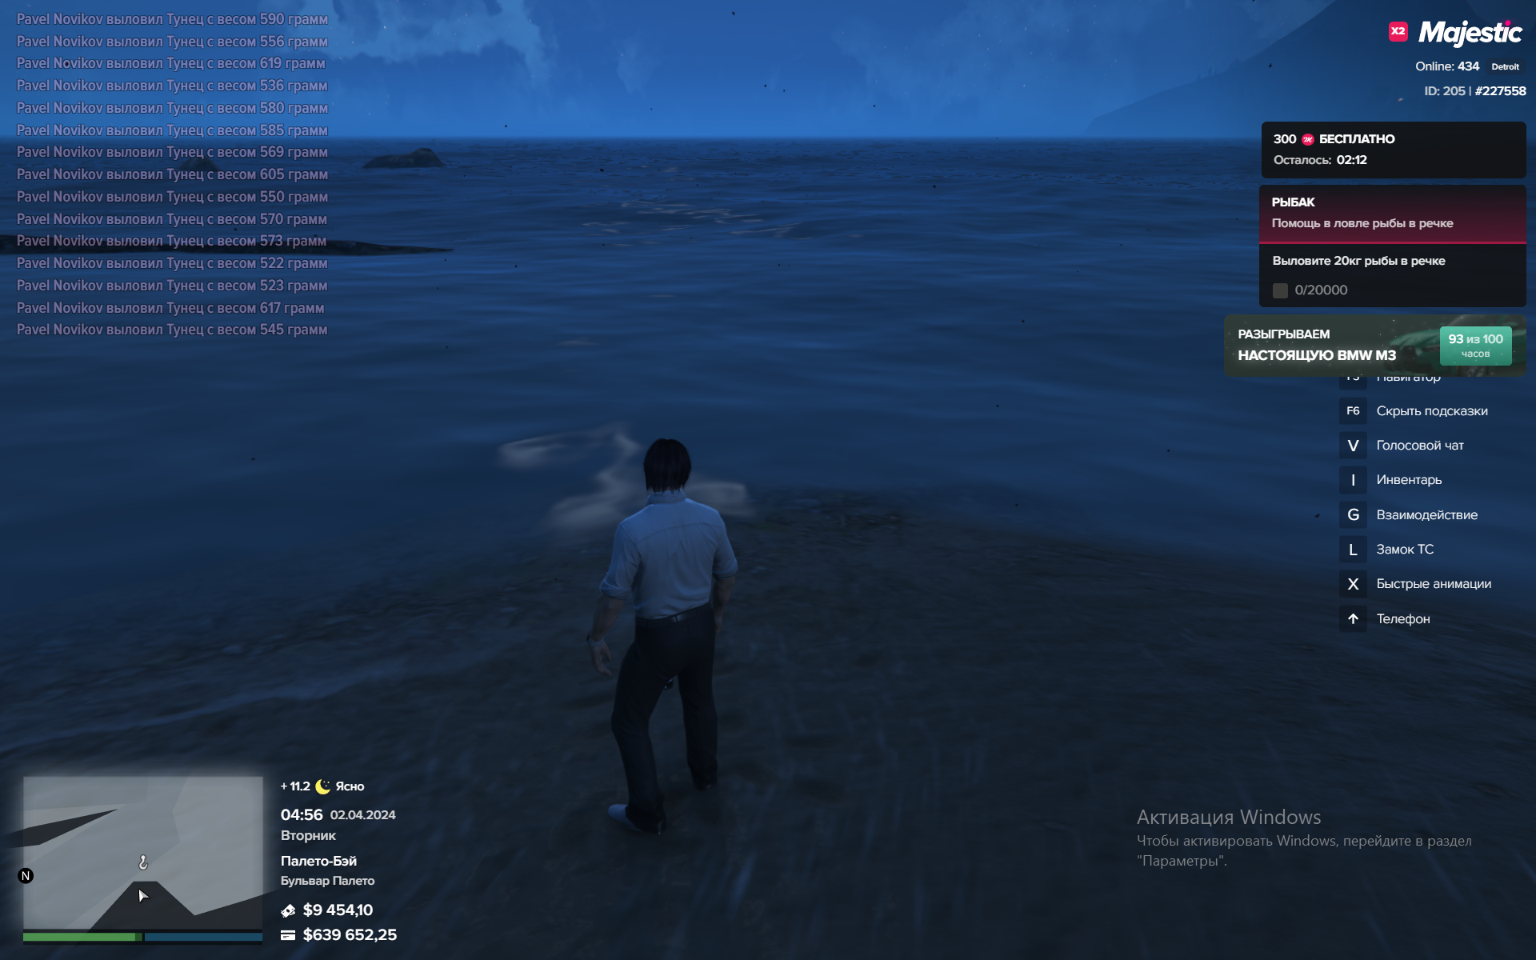 Pavel Novikov выловил Тунец с весом 590 грамм
Pavel Novikov выловил Тунец с весом 556 грамм
Pavel Novikov выловил Тунец с весом 619 грамм
Pavel Novikov выловил Тунец с весом 536 грамм
Pavel Novikov выловил Тунец с весом 580 грамм
Pavel Novikov выловил Тунец с весом 585 грамм
Pavel Novikov выловил Тунец с весом 569 грамм
Pavel Novikov выловил Тунец с весом 605 грамм
Pavel Novikov выловил Тунец с весом 550 грамм
Pavel Novikov выловил Тунец с весом 570 грамм
Pavel Novikov выловил Тунец с весом 573 грамм
Pavel Novikov выловил Тунец с весом 522 грамм
Pavel Novikov выловил Тунец с весом 523 грамм
Pavel Novikov выловил Тунец с весом 617 грамм
Pavel Novikov выловил Тунец с весом 545 грамм
X2 Majestic
Online: 434 Detroit
ID: 205 | #227558
300 БЕСПЛАТНО
Осталось: 02:12
РЫБАК
Помощь в ловле рыбы в речке
Выловите 20кг рыбы в речке
0/20000
РАЗЫГРЫВАЕМ
НАСТОЯЩУЮ BMW M3
93 из 100
часов
Навигатор
F6 Скрыть подсказки
V Голосовой чат
I Инвентарь
G Взаимодействие
L Замок ТС
X Быстрые анимации
Телефон
N
+ 11.2 Ясно
04:56 02.04.2024
Вторник
Палето-Бэй
Бульвар Палето
$9 454,10
$639 652,25
Активация Windows
Чтобы активировать Windows, перейдите в раздел
"Параметры".